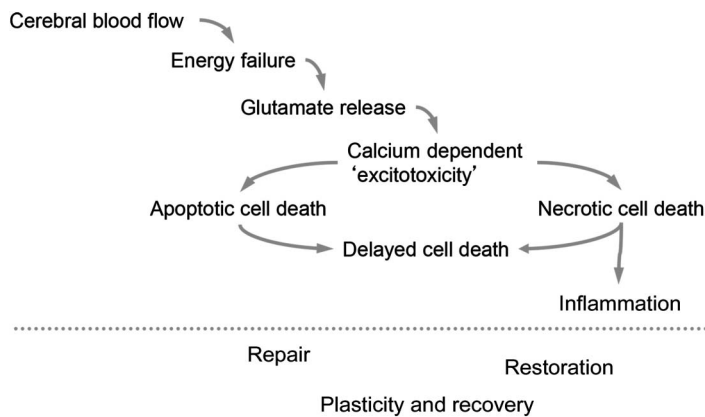 Cerebral blood flow
Energy failure
Glutamate release
Calcium dependent
‘excitotoxicity’
Apoptotic cell death
Necrotic cell death
Delayed cell death
Inflammation
Repair
Restoration
Plasticity and recovery